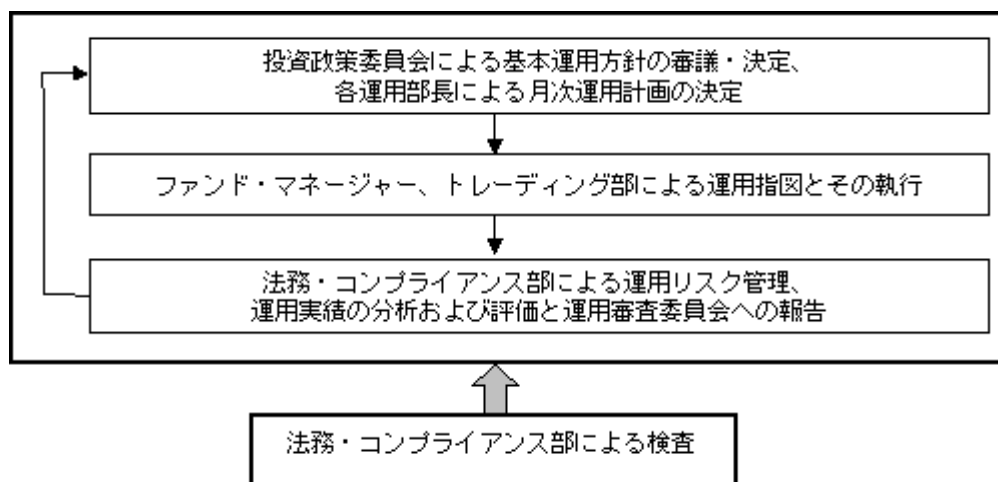 投資政策委員会による基本運用方針の審議・決定、
各運用部長による月次運用計画の決定
ファンド・マネージャー、トレーディング部による運用指図とその執行
法務・コンプライアンス部による運用リスク管理、
運用実績の分析および評価と運用審査委員会への報告
法務・コンプライアンス部による検査